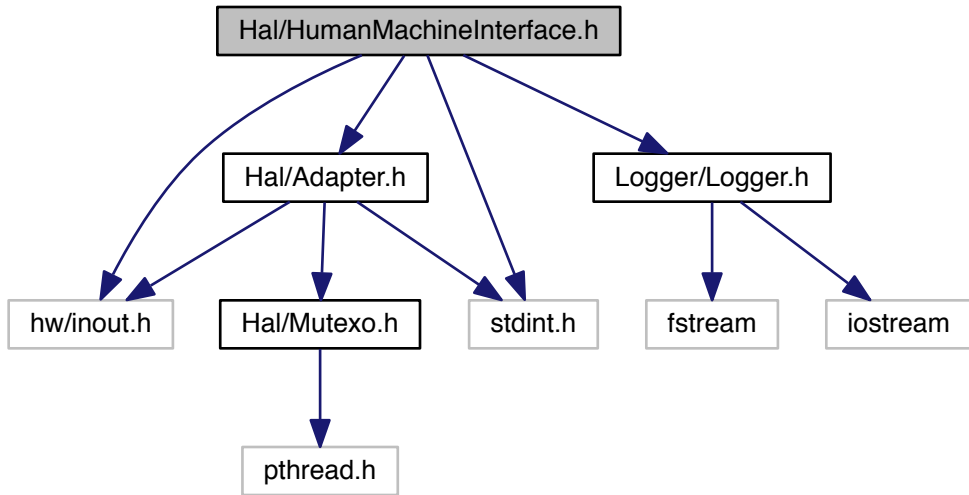 Hal/HumanMachineInterface.h
Hal/Adapter.h
Logger/Logger.h
hw/inout.h
Hal/Mutexo.h
stdint.h
fstream
iostream
pthread.h